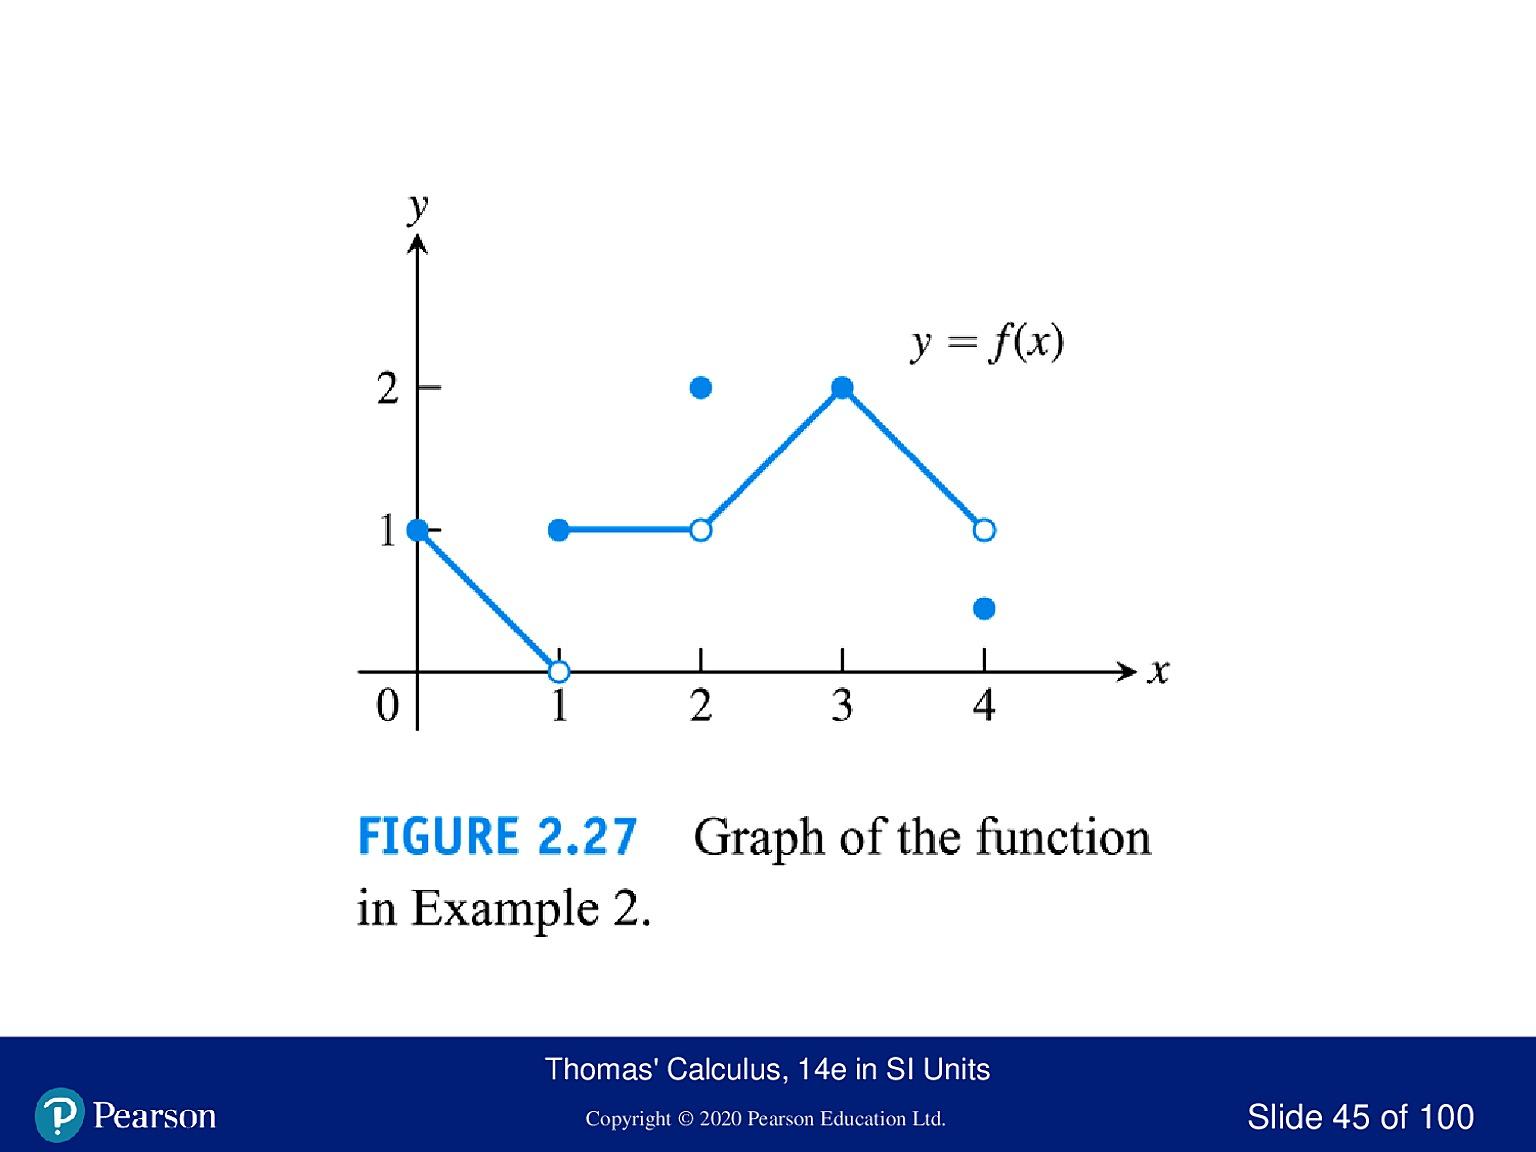 y
y = f(x)
2
1
0 1 2 3 4 x
FIGURE 2.27 Graph of the function
in Example 2.
Thomas' Calculus, 14e in SI Units
Pearson
Copyright © 2020 Pearson Education Ltd.
Slide 45 of 100